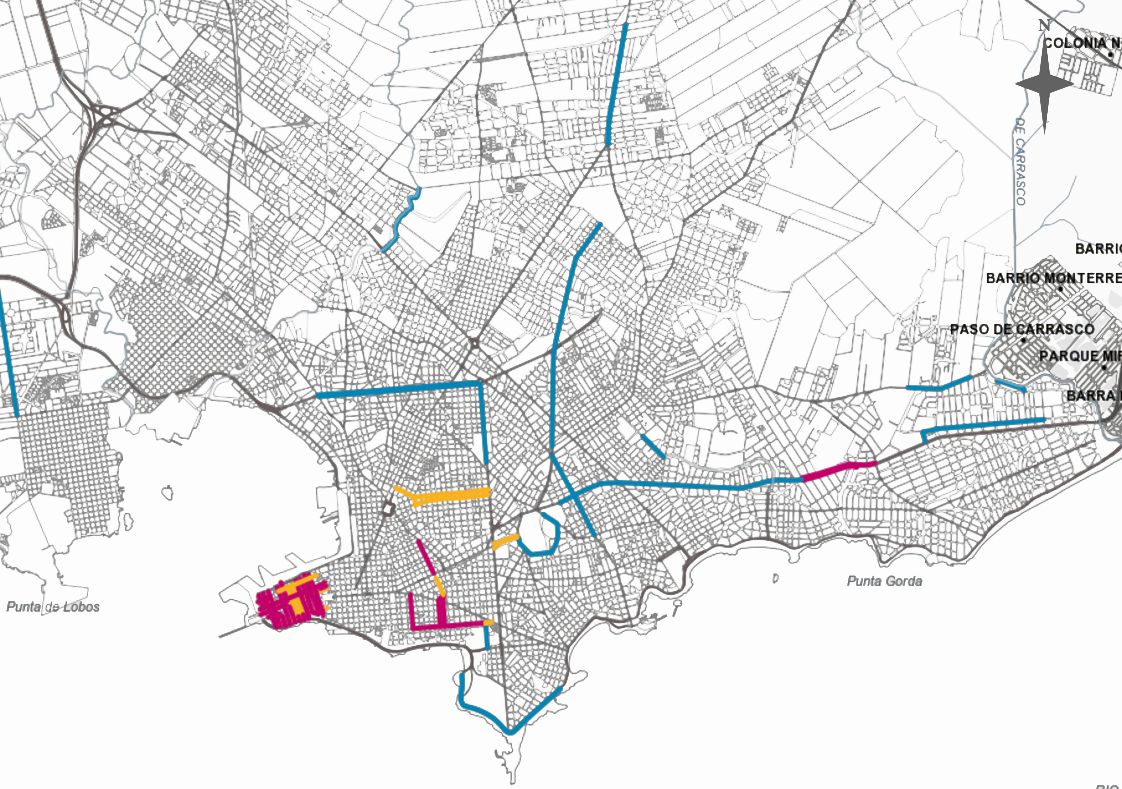 N
COLONIA N
DE CARRASCO
BARRIO
BARRIO MONTERRE
PASO DE CARRASCO
PARQUE MIR
BARRA
Punta Gorda
Punta de Lobos
RIO